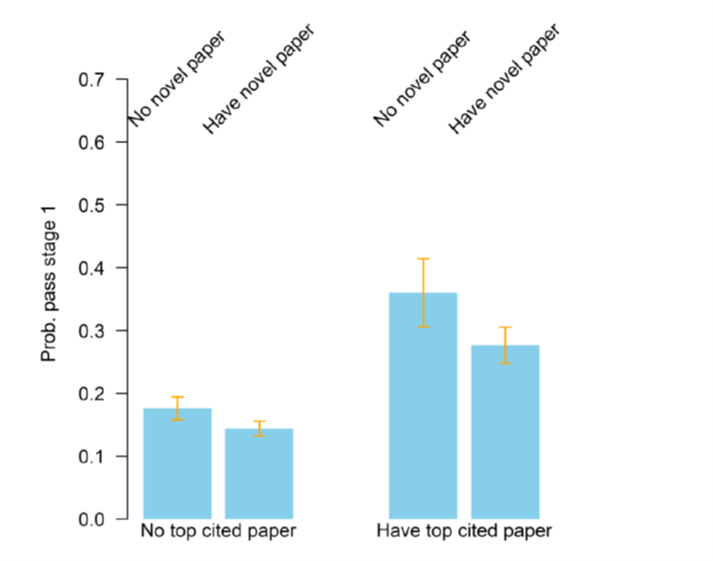 No novel paper
Have novel paper
No novel paper
Have novel paper
Prob. pass stage 1
0.7
0.6
0.5
0.4
0.3
0.2
0.1
0.0
No top cited paper
Have top cited paper